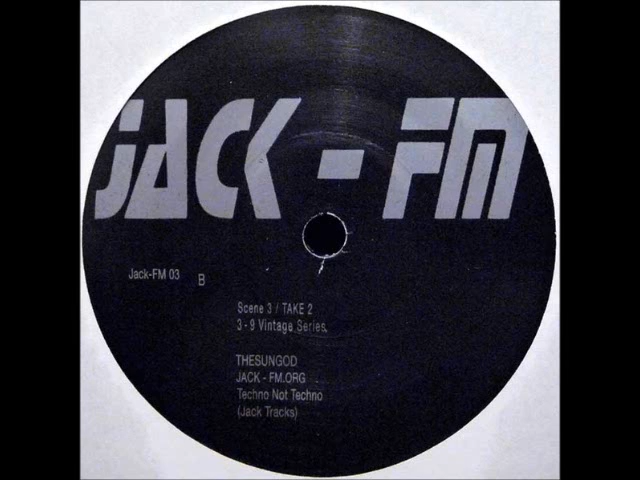 JACK - FM
Jack-FM 03
B
Scene 3 / TAKE 2
3 - 9 Vintage Series
THESUNGOD
JACK - FM.ORG
Techno Not Techno
(Jack Tracks)